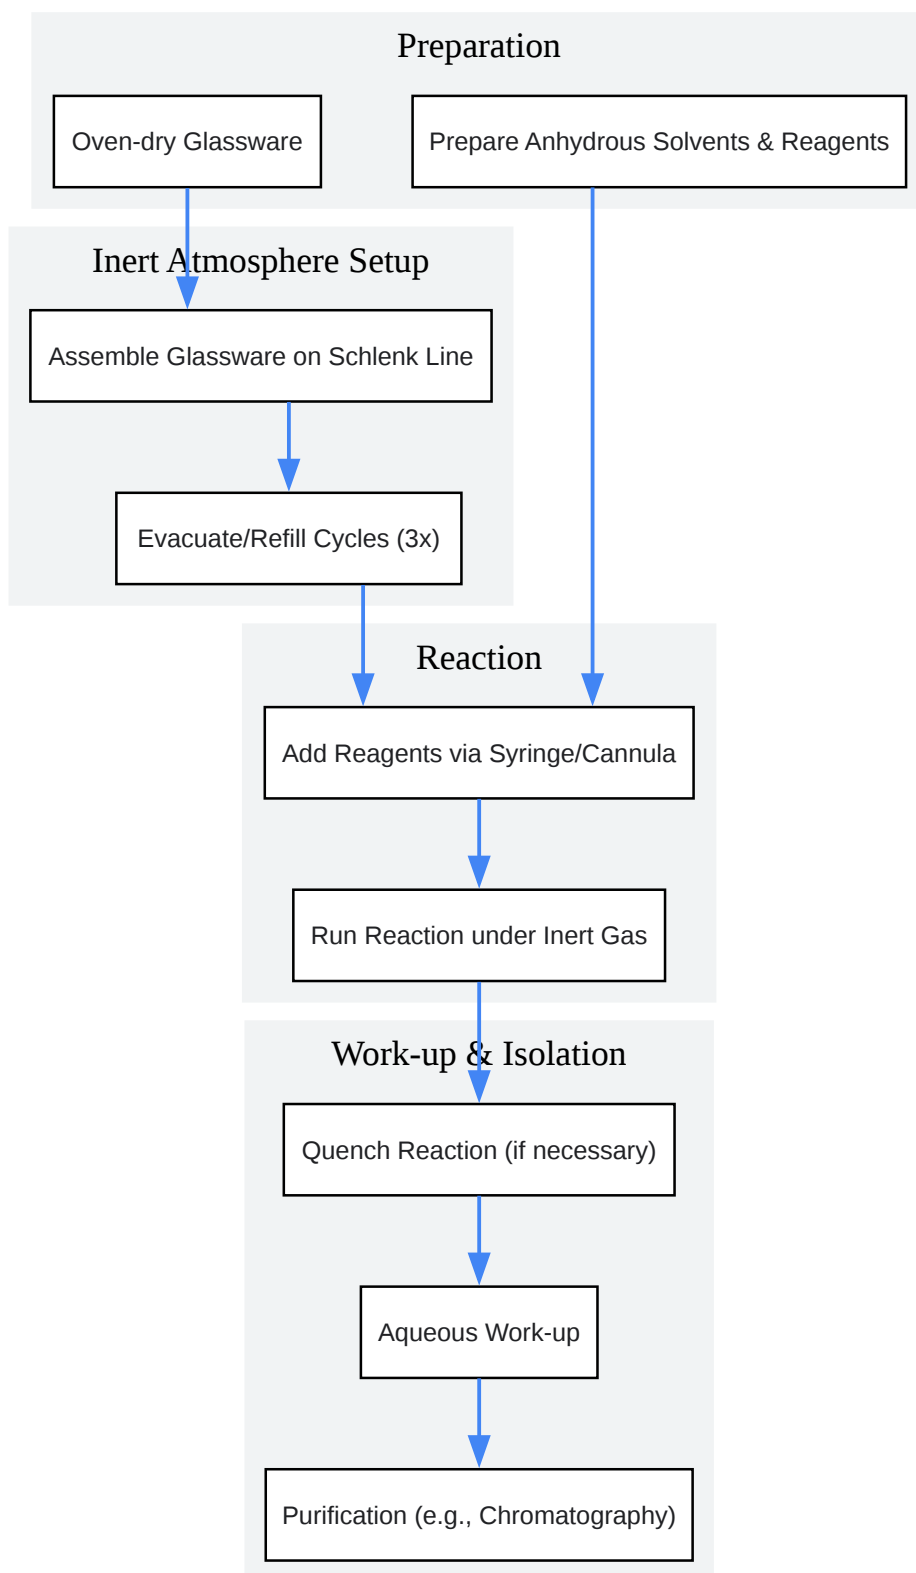 Preparation
Oven-dry Glassware
Prepare Anhydrous Solvents & Reagents
Inert Atmosphere Setup
Assemble Glassware on Schlenk Line
Evacuate/Refill Cycles (3x)
Reaction
Add Reagents via Syringe/Cannula
Run Reaction under Inert Gas
Work-up & Isolation
Quench Reaction (if necessary)
Aqueous Work-up
Purification (e.g., Chromatography)